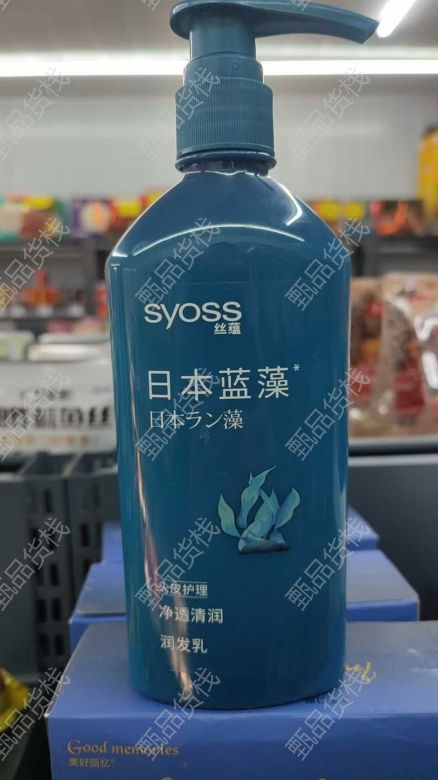 syoss
丝蕴
日本蓝藻*
日本ラン藻
头皮护理
净透清润
润发乳
Good memories
美好回忆
甄品货栈